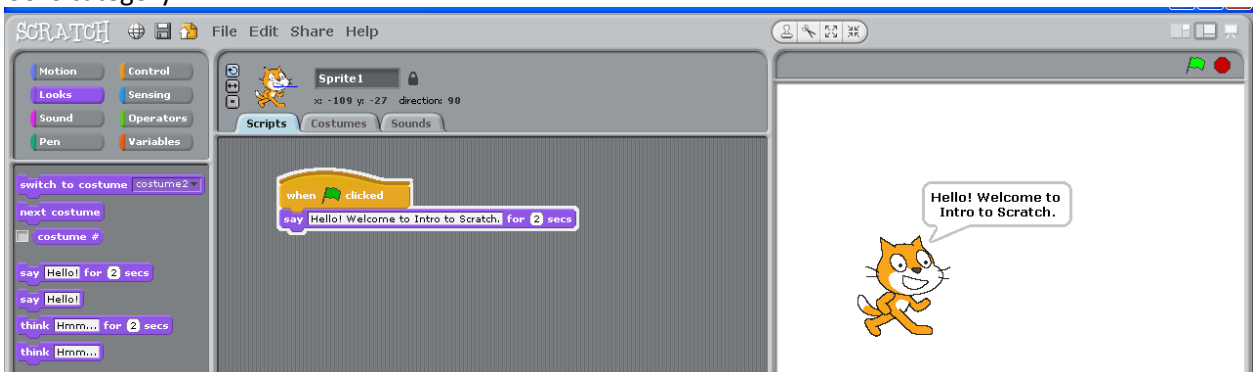 SCRATCH File Edit Share Help
Motion Control
Looks Sensing
Sound Operators
Pen Variables
Sprite1
x: -109 y: -27 direction: 90
Scripts Costumes Sounds
switch to costume costume2
next costume
costume #
say Hello! for 2 secs
say Hello!
think Hmm... for 2 secs
think Hmm...
when clicked
say Hello! Welcome to Intro to Scratch. for 2 secs
Hello! Welcome to
Intro to Scratch.